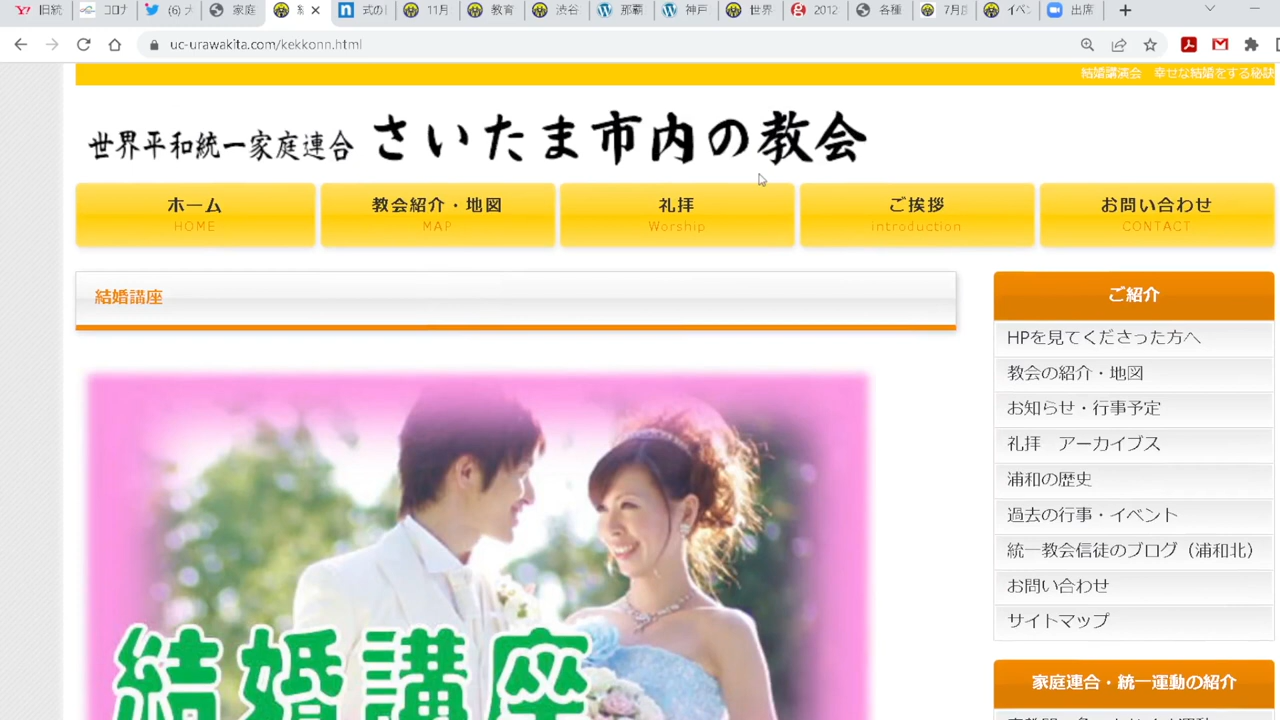 旧統
コロナ
(6) ナ
家庭
結
式の
11月
教育
渋谷
那覇
神戸
世界
2012
各種
7月
イベン
出席
uc-urawakita.com/kekkonn.html
結婚講演会 幸せな結婚をする秘訣
世界平和統一家庭連合 さいたま市内の教会
ホーム 教会紹介・地図 礼拝 ご挨拶 お問い合わせ
HOME MAP Worship Introduction CONTACT
結婚講座
結婚講座
ご紹介
HPを見てくださった方へ
教会の紹介・地図
お知らせ・行事予定
礼拝 アーカイブス
浦和の歴史
過去の行事・イベント
統一教会信徒のブログ（浦和北）
お問い合わせ
サイトマップ
家庭連合・統一運動の紹介